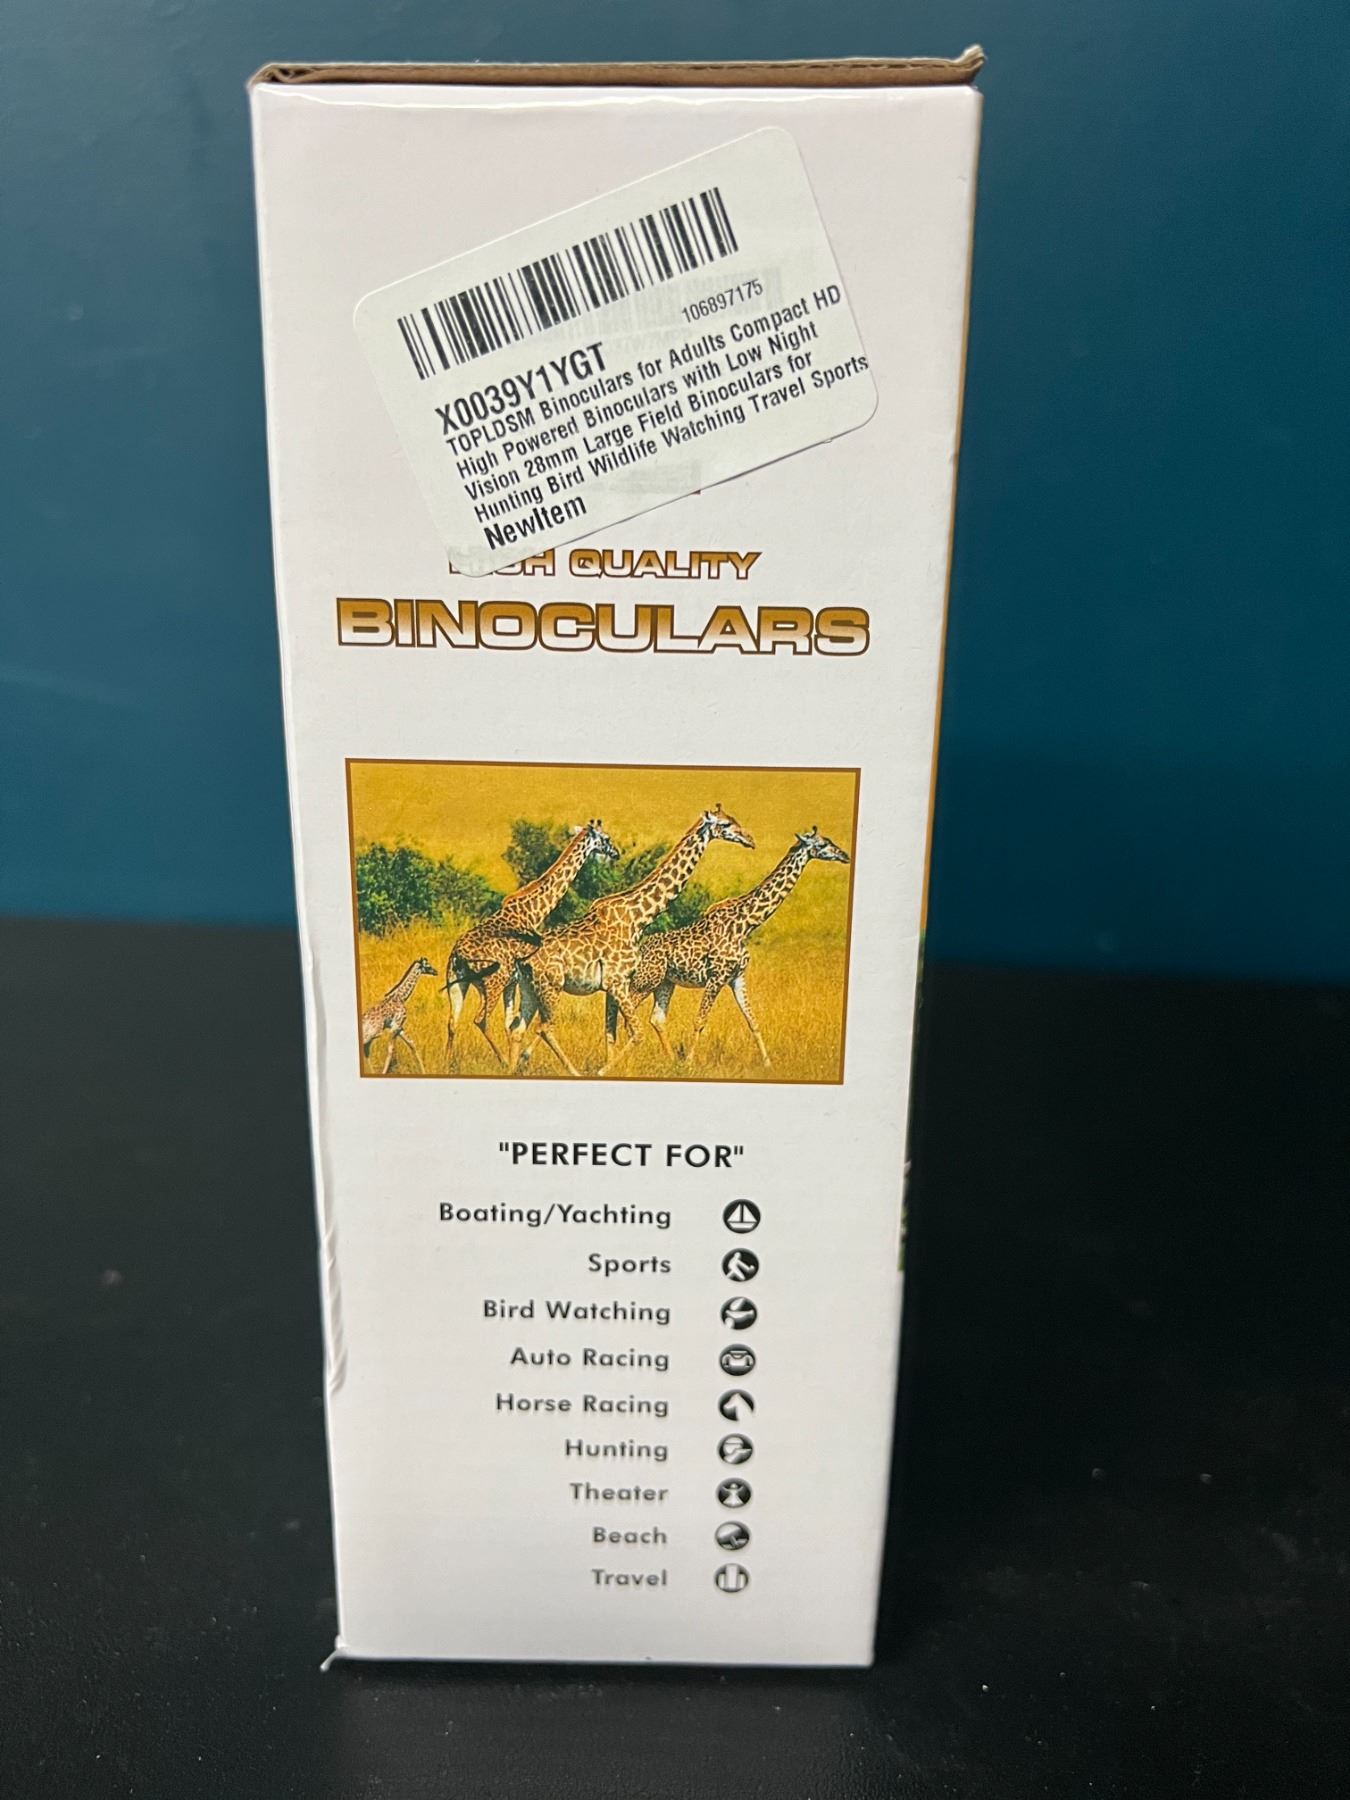 106897175
X0039Y1YGT
TOPLDSM Binoculars for Adults Compact HD
High Powered Binoculars with Low Night
Vision 28mm Large Field Binoculars for
Hunting Bird Wildlife Watching Travel Sports
NewItem
QUALITY
BINOCULARS
"PERFECT FOR"
Boating/Yachting
Sports
Bird Watching
Auto Racing
Horse Racing
Hunting
Theater
Beach
Travel